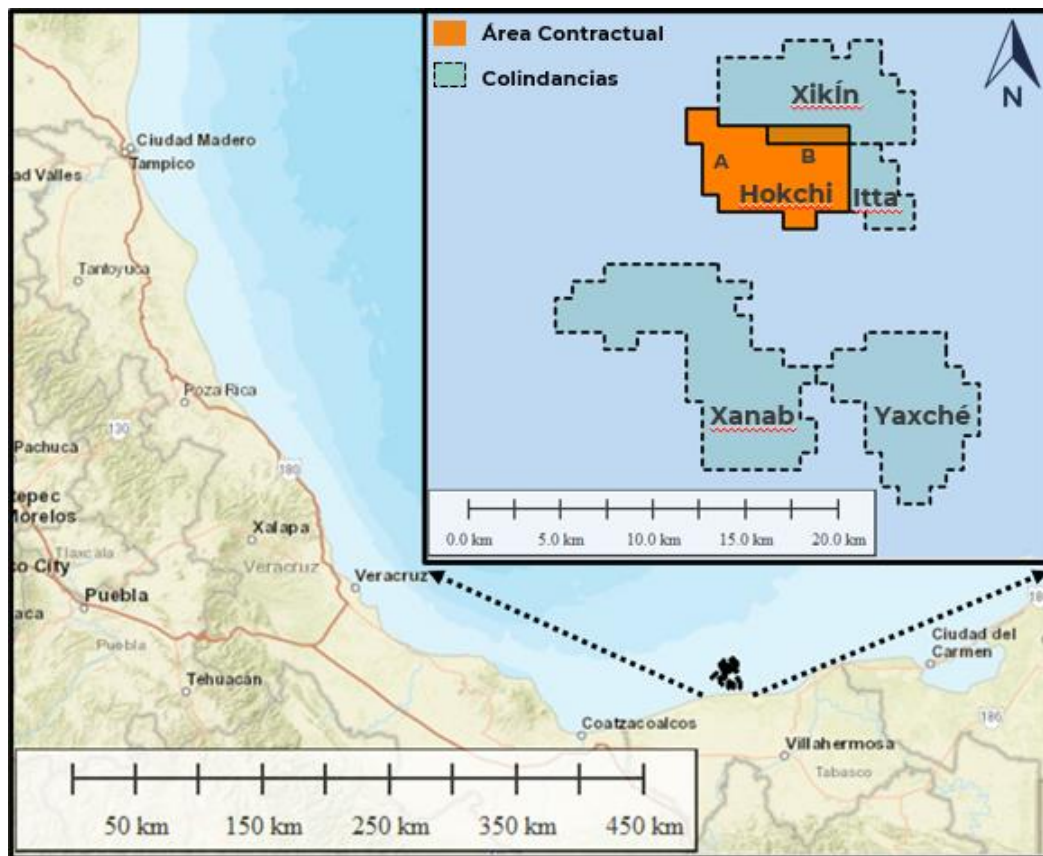 Área Contractual
Colindancias
N
Xikín
A
B
Hokchi
Itta
Xanab
Yaxché
0.0 km 5.0 km 10.0 km 15.0 km 20.0 km
Ciudad Madero
Tampico
ad Valles
Tantoyuca
Poza Rica
130
Pachuca
180
tepec
Morelos
Xalapa
Tlaxcala
Veracruz
co City
Veracruz
Puebla
aca
Puebla
Tehuacán
Ciudad del
Carmen
Coatzacoalcos
186
Villahermosa
Tabasco
50 km 150 km 250 km 350 km 450 km